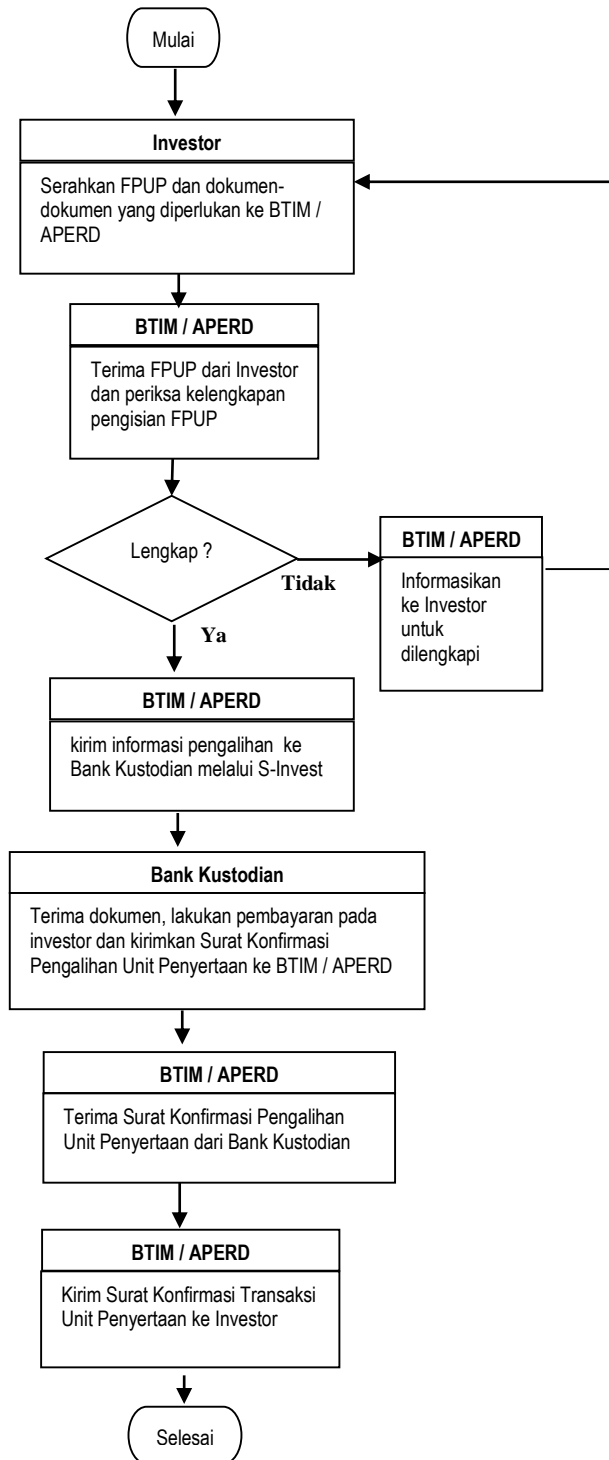 Mulai
Investor
Serahkan FPUP dan dokumen-
dokumen yang diperlukan ke BTIM /
APERD
BTIM / APERD
Terima FPUP dari Investor
dan periksa kelengkapan
pengisian FPUP
Lengkap ?
Tidak
BTIM / APERD
Informasikan
ke Investor
untuk
dilengkapi
Ya
BTIM / APERD
kirim informasi pengalihan ke
Bank Kustodian melalui S-Invest
Bank Kustodian
Terima dokumen, lakukan pembayaran pada
investor dan kirimkan Surat Konfirmasi
Pengalihan Unit Penyertaan ke BTIM / APERD
BTIM / APERD
Terima Surat Konfirmasi Pengalihan
Unit Penyertaan dari Bank Kustodian
BTIM / APERD
Kirim Surat Konfirmasi Transaksi
Unit Penyertaan ke Investor
Selesai